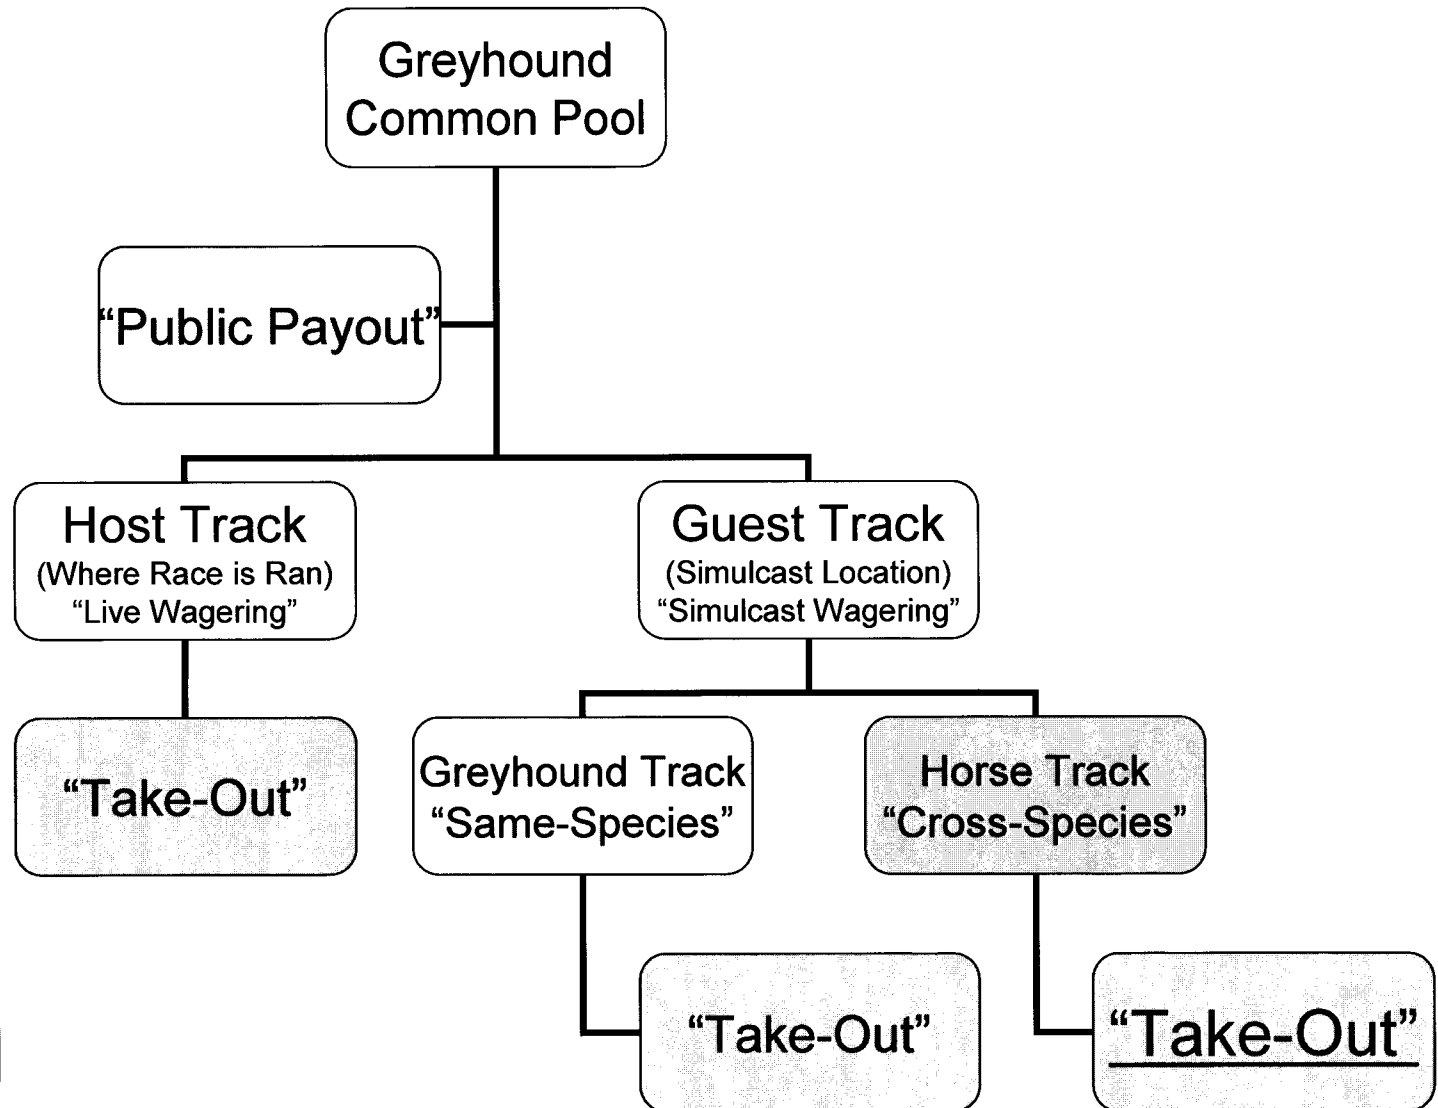 Greyhound
Common Pool
“Public Payout”
Host Track
(Where Race is Ran)
“Live Wagering”
Guest Track
(Simulcast Location)
“Simulcast Wagering”
“Take-Out”
Greyhound Track
“Same-Species”
Horse Track
“Cross-Species”
“Take-Out”
“Take-Out”